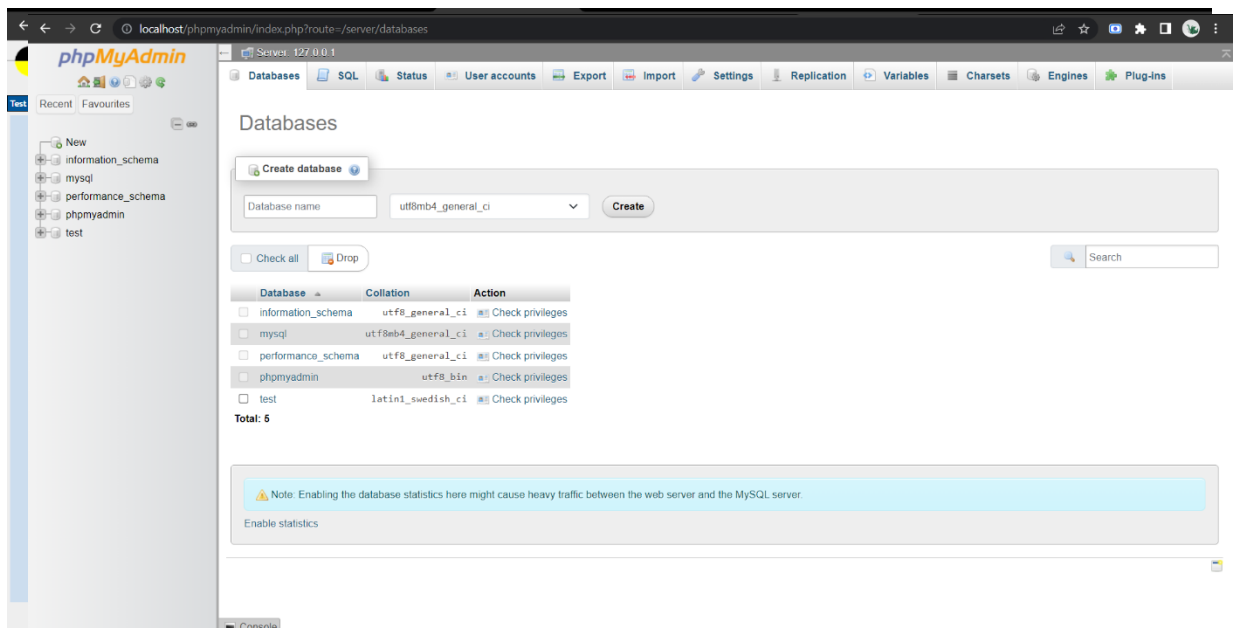 localhost/phpmyadmin/index.php?route=/server/databases
phpMyAdmin
Server: 127.0.0.1
Databases SQL Status User accounts Export Import Settings Replication Variables Charsets Engines Plug-ins
Test
Recent Favourites
New
information_schema
mysql
performance_schema
phpmyadmin
test
Databases
Create database
Database name utf8mb4_general_ci Create
Check all Drop Search
Database Collation Action
information_schema utf8_general_ci Check privileges
mysql utf8mb4_general_ci Check privileges
performance_schema utf8_general_ci Check privileges
phpmyadmin utf8_bin Check privileges
test latin1_swedish_ci Check privileges
Total: 5
Note: Enabling the database statistics here might cause heavy traffic between the web server and the MySQL server.
Enable statistics
Console